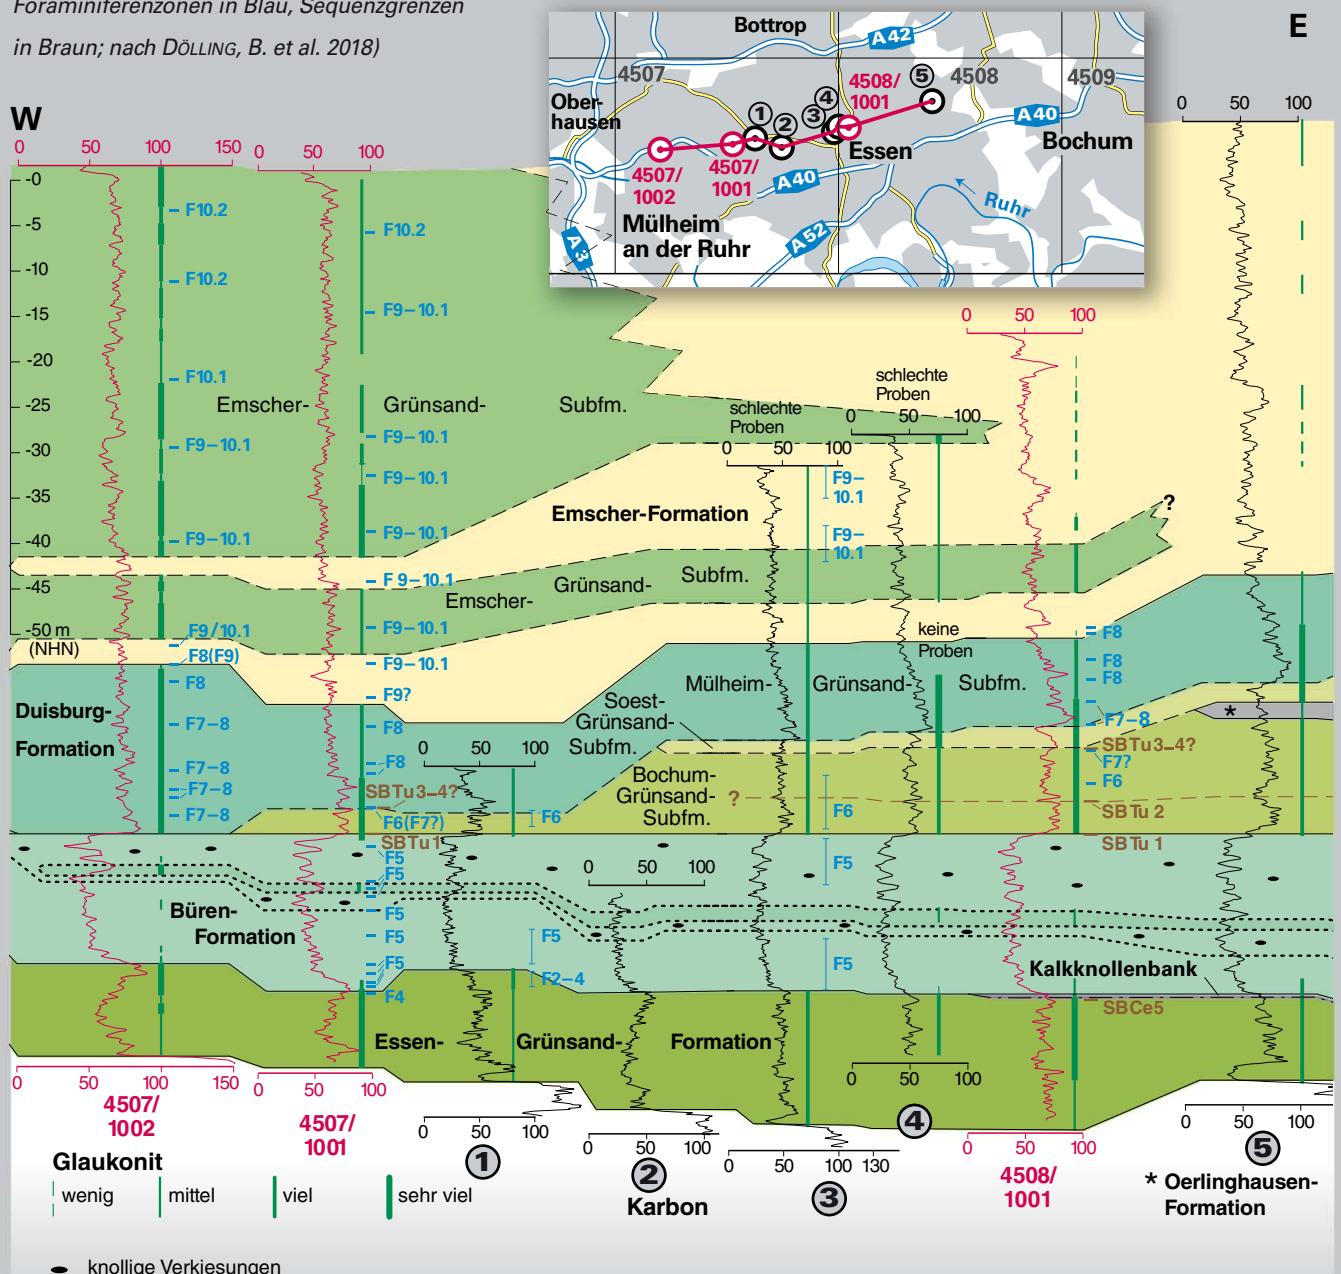 Foraminiferenzonen in Blau, Sequenzgrenzen
in Braun; nach DÖLLING, B. et al. 2018)
W
E
Bottrop
A 42
4507
4508/
1001
4508
4509
5
4
3
2
1
Ober-
hausen
A 40
Bochum
Essen
4507/
1002
4507/
1001
A 40
Ruhr
Mülheim
an der Ruhr
A 52
A 3
0 50 100 150
0 50 100
0 50 100
-0
-5
-10
-15
-20
-25
-30
-35
-40
-45
-50 m
(NHN)
F10.2
F10.2
F10.1
F9–10.1
F9–10.1
F9/10.1
F8(F9)
F8
F7–8
F7–8
F7–8
F7–8
F10.2
F9–10.1
F9–10.1
F9–10.1
F9–10.1
F 9–10.1
F9–10.1
F9–10.1
F9?
F8
F8
SBTu3–4?
F6(F7?)
SBTu1
F5
F5
F5
F5
F5
F4
Emscher- Grünsand- Subfm.
schlechte
Proben
0 50 100
schlechte
Proben
0 50 100
0 50 100
F9–
10.1
F9–
10.1
Emscher-Formation
Emscher- Grünsand- Subfm.
?
keine
Proben
Mülheim- Grünsand- Subfm.
Soest-
Grünsand-
Subfm.
Bochum-
Grünsand-
Subfm.
?
Duisburg-
Formation
0 50 100
F6
F6
F5
F5
F5
F2–4
F8
F8
F8
F7–8
SBTu3–4?
F7?
F6
SBTu 2
SBTu 1
*
0 50 100
Büren-
Formation
Kalkknollenbank
SBCe5
Essen- Grünsand- Formation
0 50 100 150
4507/
1002
0 50 100
4507/
1001
0 50 100
1
0 50 100
2
Karbon
0 50 100 130
3
0 50 100
4
0 50 100
4508/
1001
0 50 100
5
* Oerlinghausen-
Formation
Glaukonit
wenig
mittel
viel
sehr viel
knollige Verkiesungen